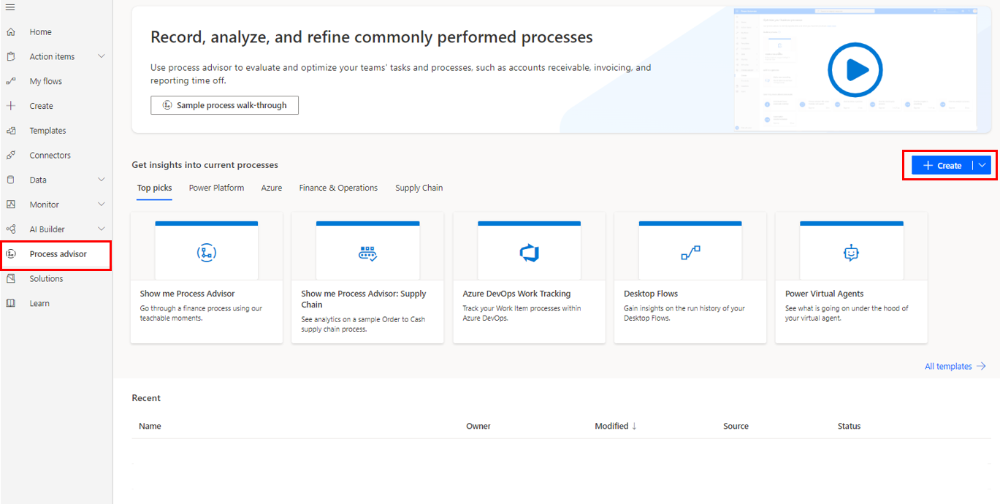 Home
Action items
My flows
Create
Templates
Connectors
Data
Monitor
AI Builder
Process advisor
Solutions
Learn
Record, analyze, and refine commonly performed processes
Use process advisor to evaluate and optimize your teams' tasks and processes, such as accounts receivable, invoicing, and
reporting time off.
Sample process walk-through
Get insights into current processes
Create
Top picks
Power Platform
Azure
Finance & Operations
Supply Chain
Show me Process Advisor
Go through a finance process using our
teachable moments.
Show me Process Advisor: Supply
Chain
See analytics on a sample Order to Cash
supply chain process.
Azure DevOps Work Tracking
Track your Work Item processes within
Azure DevOps.
Desktop Flows
Gain insights on the run history of your
Desktop Flows.
Power Virtual Agents
See what is going on under the hood of
your virtual agent.
All templates
Recent
Name
Owner
Modified
Source
Status